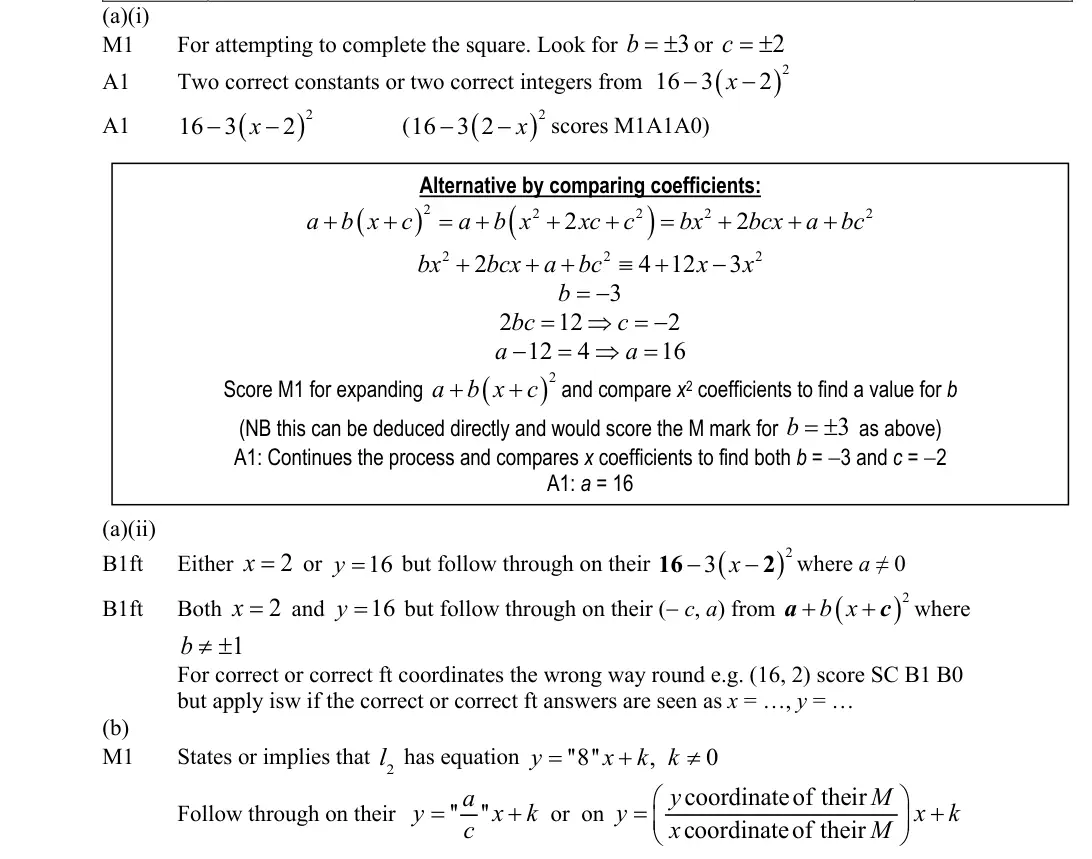 (a)(i)
M1 For attempting to complete the square. Look for b = ±3 or c = ±2
A1 Two correct constants or two correct integers from 16 − 3(x − 2)²
A1 16 − 3(x − 2)² (16 − 3(2 − x)² scores M1A1A0)
Alternative by comparing coefficients:
a + b(x + c)² = a + b(x² + 2xc + c²) = bx² + 2bcx + a + bc²
bx² + 2bcx + a + bc² ≡ 4 + 12x − 3x²
b = −3
2bc = 12 ⇒ c = −2
a − 12 = 4 ⇒ a = 16
Score M1 for expanding a + b(x + c)² and compare x² coefficients to find a value for b
(NB this can be deduced directly and would score the M mark for b = ±3 as above)
A1: Continues the process and compares x coefficients to find both b = −3 and c = −2
A1: a = 16
(a)(ii)
B1ft Either x = 2 or y = 16 but follow through on their 16 − 3(x − 2)² where a ≠ 0
B1ft Both x = 2 and y = 16 but follow through on their (− c, a) from a + b(x + c)² where
b ≠ ±1
For correct or correct ft coordinates the wrong way round e.g. (16, 2) score SC B1 B0
but apply isw if the correct or correct ft answers are seen as x = …, y = …
(b)
M1 States or implies that l₂ has equation y = "8"x + k, k ≠ 0
Follow through on their y = "a/c"x + k or on y = (y coordinate of their M / x coordinate of their M)x + k